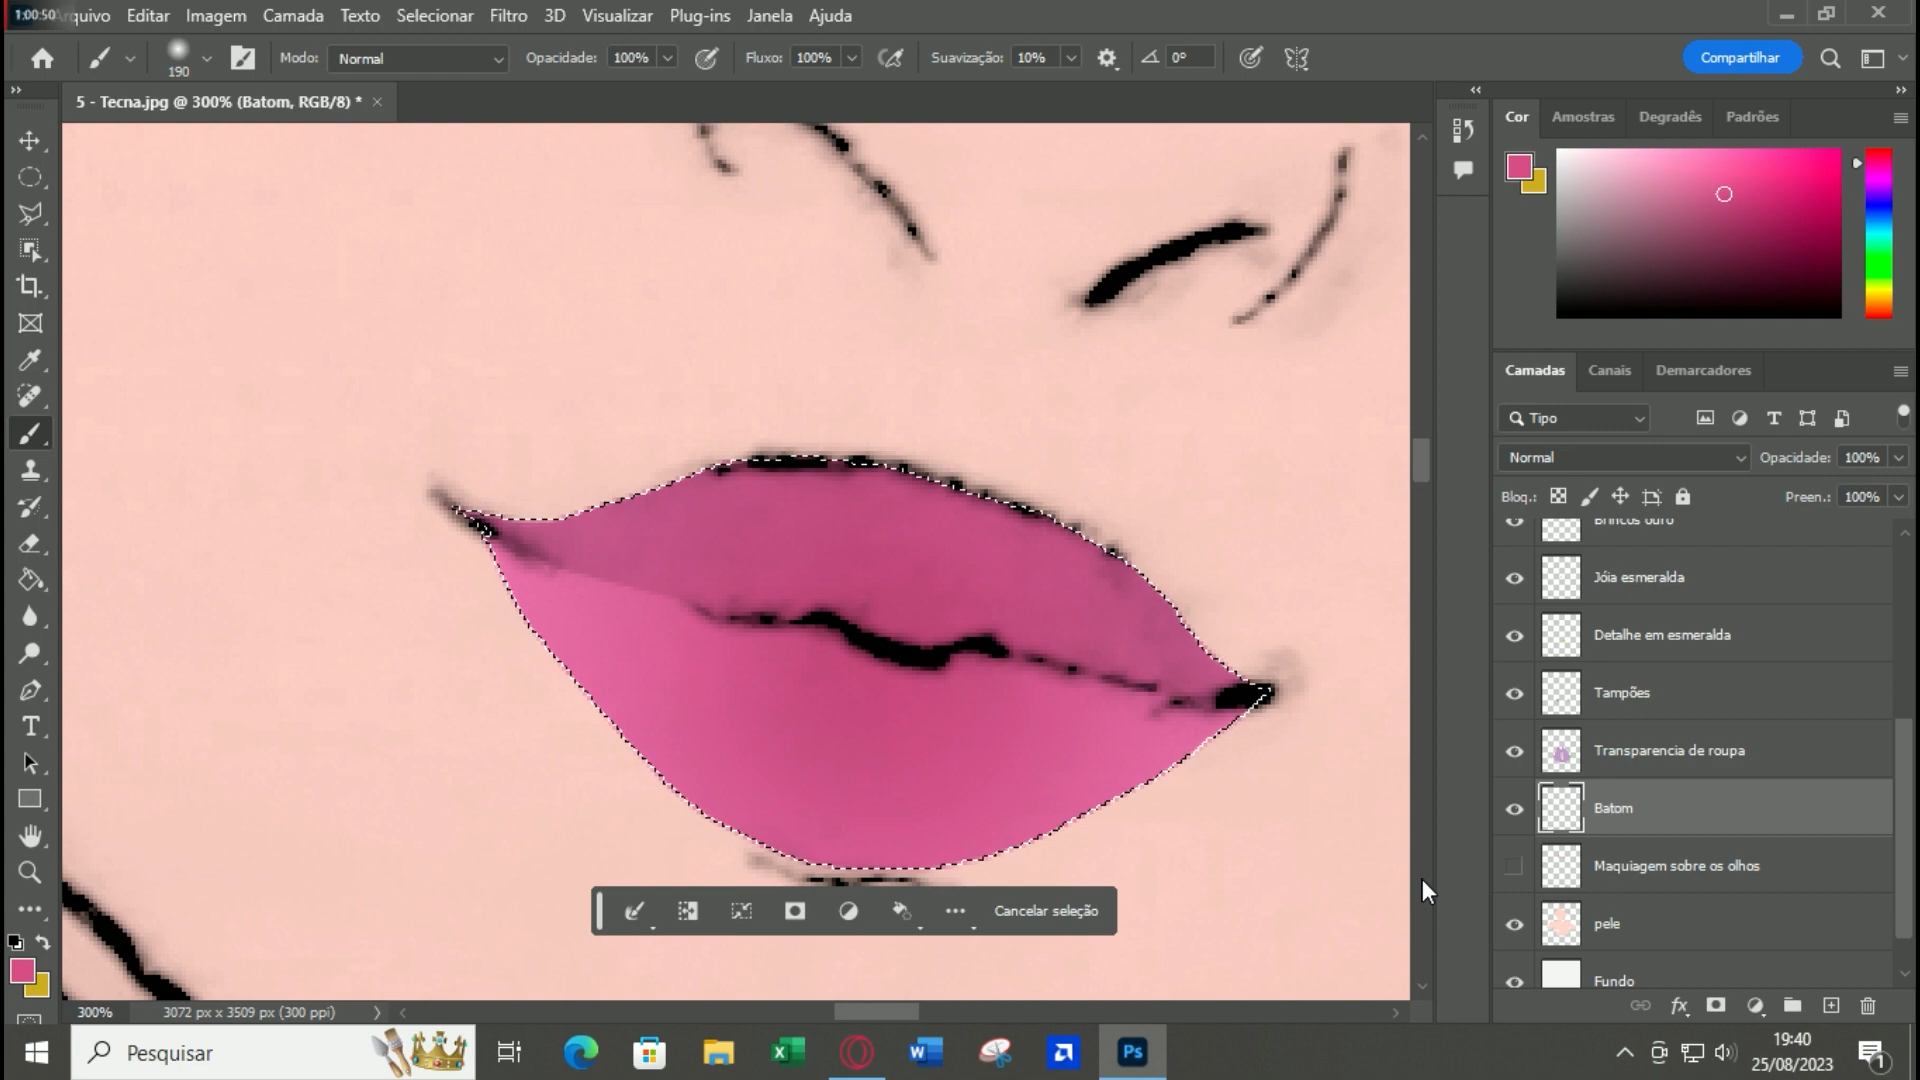 1:00:50
Arquivo Editar Imagem Camada Texto Selecionar Filtro 3D Visualizar Plug-ins Janela Ajuda
190 Modo: Normal Opacidade: 100% Fluxo: 100% Suavização: 10% 0° Compartilhar
5 - Tecna.jpg @ 300% (Batom, RGB/8) *
Cor Amostras Degradês Padrões
Camadas Canais Demarcadores
Tipo
Normal Opacidade: 100%
Bloq.: Preen.: 100%
Brincos ouro
Jóia esmeralda
Detalhe em esmeralda
Tampões
Transparencia de roupa
Batom
Maquiagem sobre os olhos
pele
Fundo
Cancelar seleção
300% 3072 px x 3509 px (300 ppi)
Pesquisar
Ps
19:40
25/08/2023
1